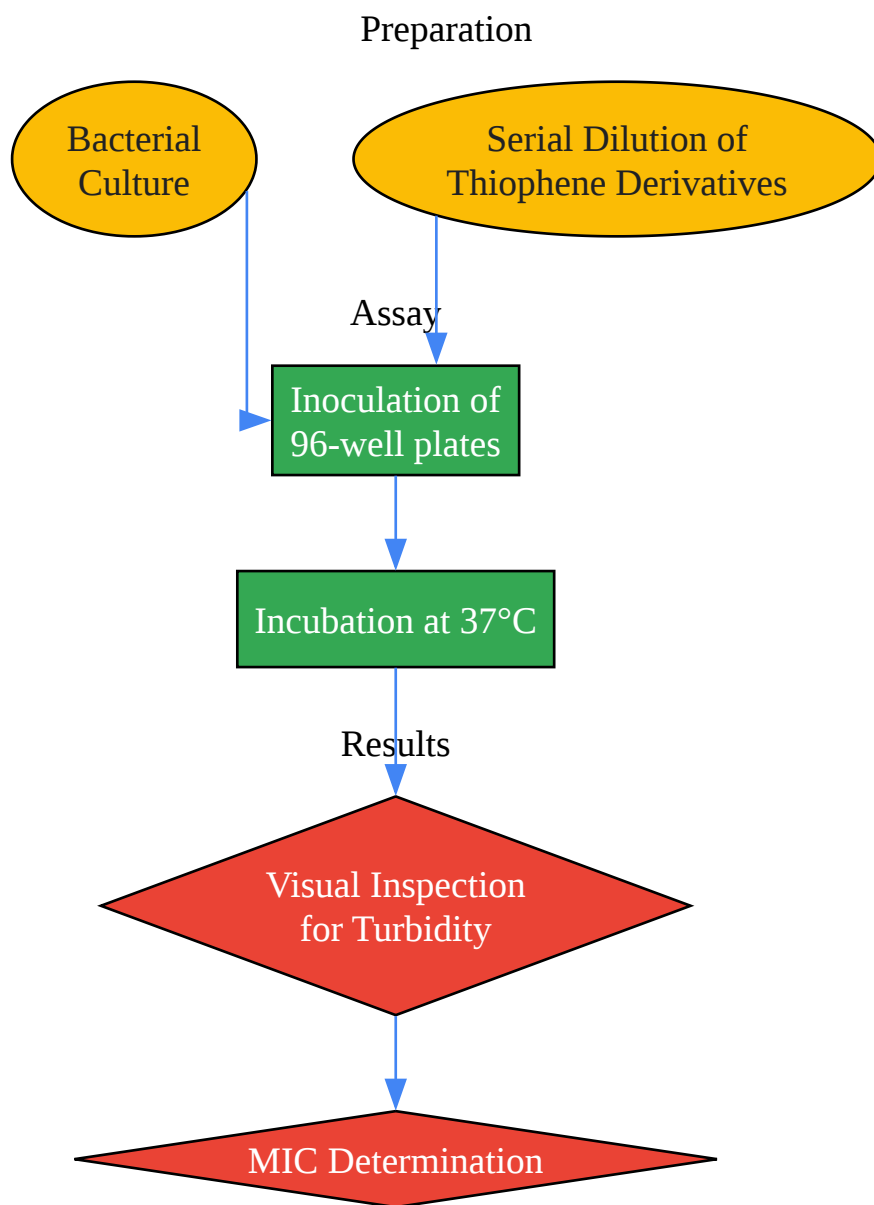 Preparation
Bacterial
Culture
Serial Dilution of
Thiophene Derivatives
Assay
Inoculation of
96-well plates
Incubation at 37°C
Results
Visual Inspection
for Turbidity
MIC Determination